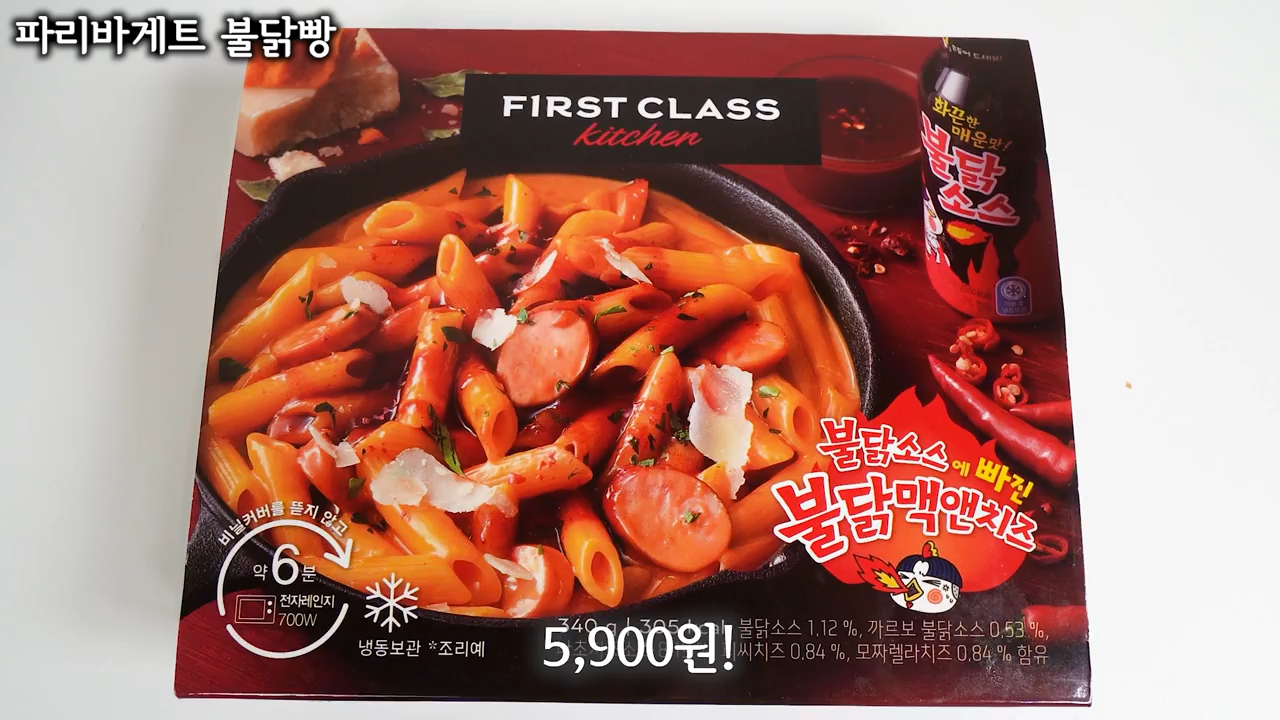 파리바게트 불닭빵
FIRST CLASS
kitchen
화끈한
매운맛!
불닭
소스
불닭소스에 빠진
불닭맥앤치즈
비닐커버를 뜯지 않고
약 6분
전자레인지
700W
냉동보관 *조리예
340 g | 395 kcal 불닭소스 1.12 %, 까르보 불닭소스 0.53 %,
치즈 0.84 %, 모짜렐라치즈 0.84 % 함유
5,900원!